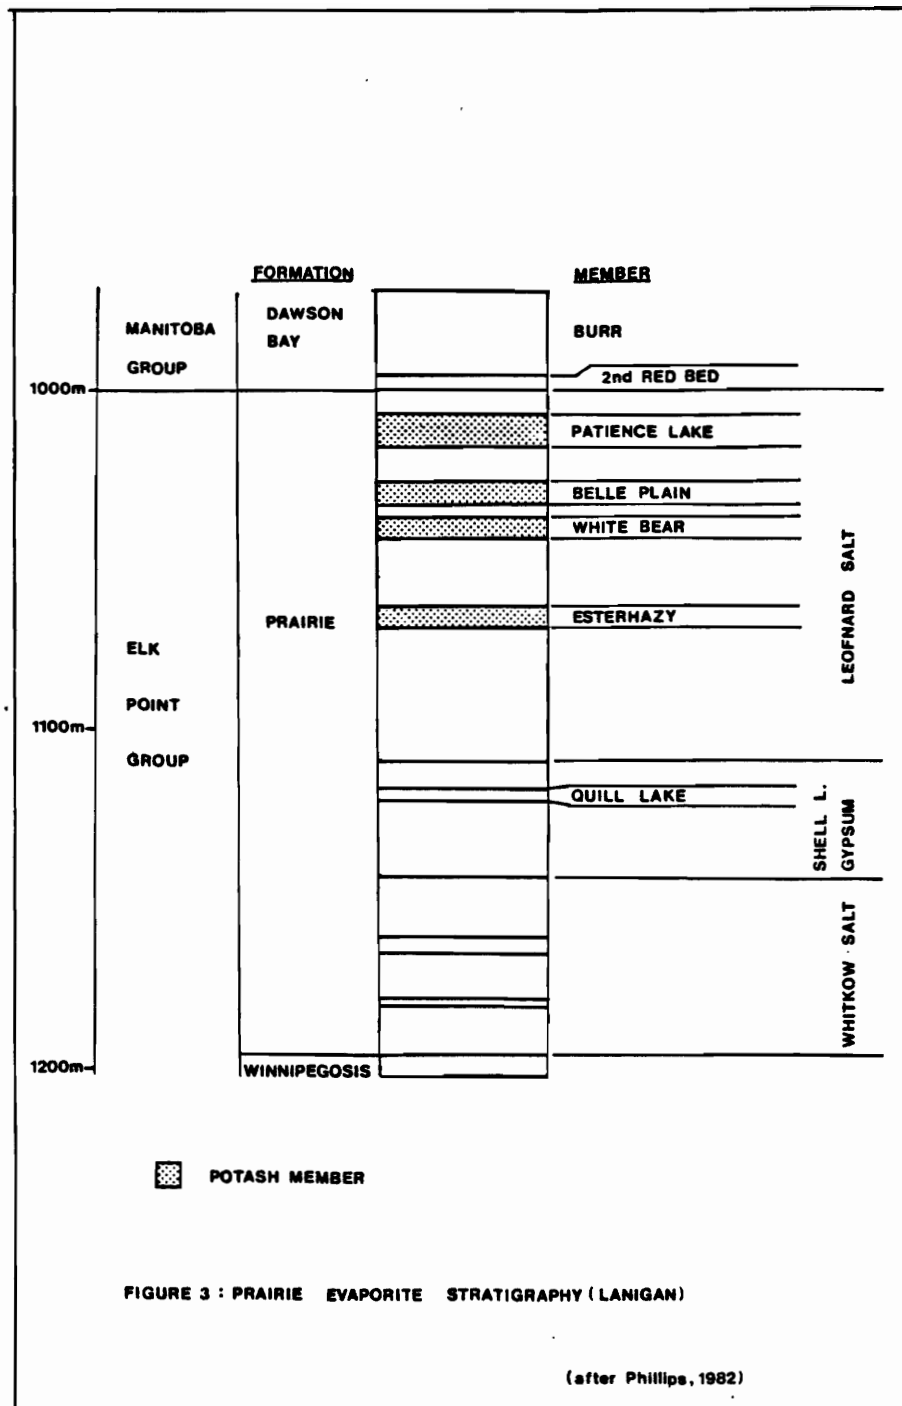 FORMATION
MEMBER
MANITOBA
GROUP
DAWSON
BAY
BURR
2nd RED BED
1000m
PATIENCE LAKE
BELLE PLAIN
WHITE BEAR
ESTERHAZY
PRAIRIE
ELK
POINT
GROUP
LEOFNARD SALT
1100m
QUILL LAKE
SHELL L.
GYPSUM
WHITKOW SALT
1200m
WINNIPEGOSIS
POTASH MEMBER
FIGURE 3 : PRAIRIE EVAPORITE STRATIGRAPHY ( LANIGAN )
(after Phillips, 1982)